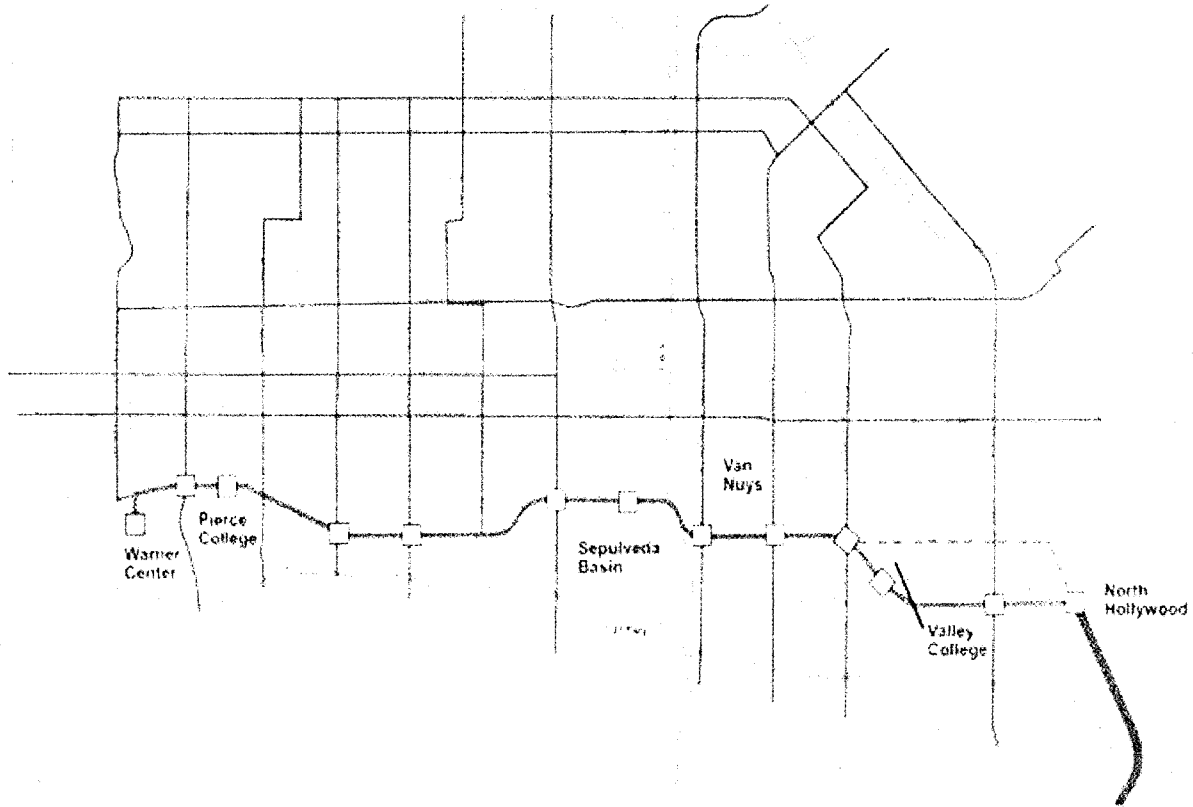 Van
Nuys
Pierce
College
Warner
Center
Sepulveda
Basin
Valley
College
North
Hollywood